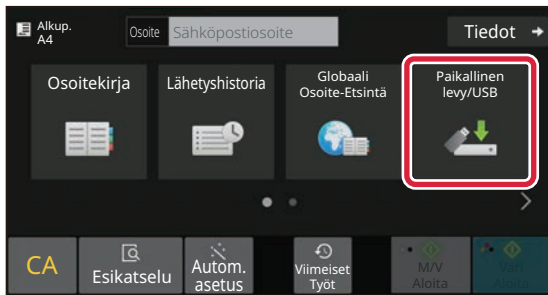 Alkup.
A4
Osoite
Sähköpostiosoite
Tiedot
Osoitekirja
Lähetyshistoria
Globaali
Osoite-Etsintä
Paikallinen
levy/USB
CA
Esikatselu
Autom.
asetus
Viimeiset
Työt
M/V
Aloita
Väri
Aloita